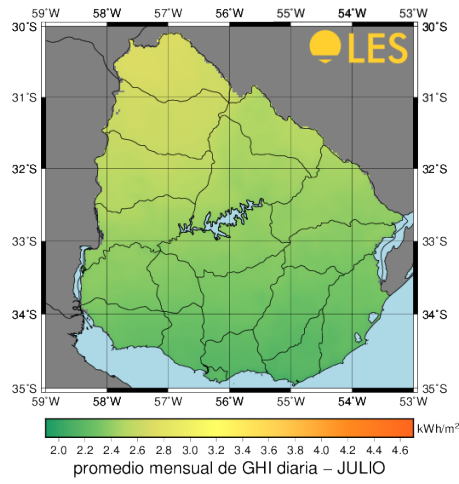 59°W 58°W 57°W 56°W 55°W 54°W 53°W
30°S 30°S
LES
31°S 31°S
32°S 32°S
33°S 33°S
34°S 34°S
35°S 35°S
59°W 58°W 57°W 56°W 55°W 54°W 53°W
kWh/m²
2.0 2.2 2.4 2.6 2.8 3.0 3.2 3.4 3.6 3.8 4.0 4.2 4.4 4.6
promedio mensual de GHI diaria – JULIO